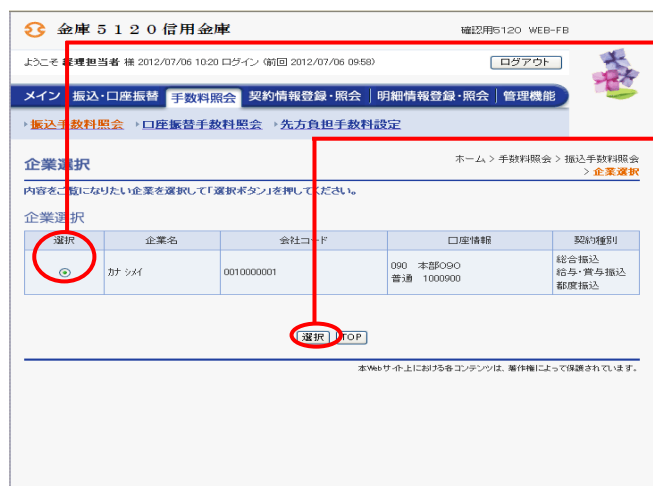 金庫５１２０信用金庫
確認用5120 WEB-FB
ようこそ 経理担当者 様 2012/07/06 10:20 ログイン (前回 2012/07/06 09:58)
ログアウト
メイン 振込・口座振替 手数料照会 契約情報登録・照会 明細情報登録・照会 管理機能
振込手数料照会 口座振替手数料照会 先方負担手数料設定
企業選択
ホーム > 手数料照会 > 振込手数料照会
> 企業選択
内容をご覧になりたい企業を選択して「選択ボタン」を押してください。
企業選択
選択 企業名 会社コード 口座情報 契約種別
カナ シメイ 0010000001 090 本部090 普通 1000900 総合振込
給与・賞与振込
都度振込
選択 TOP
本Webサイト上における各コンテンツは、著作権によって保護されています。